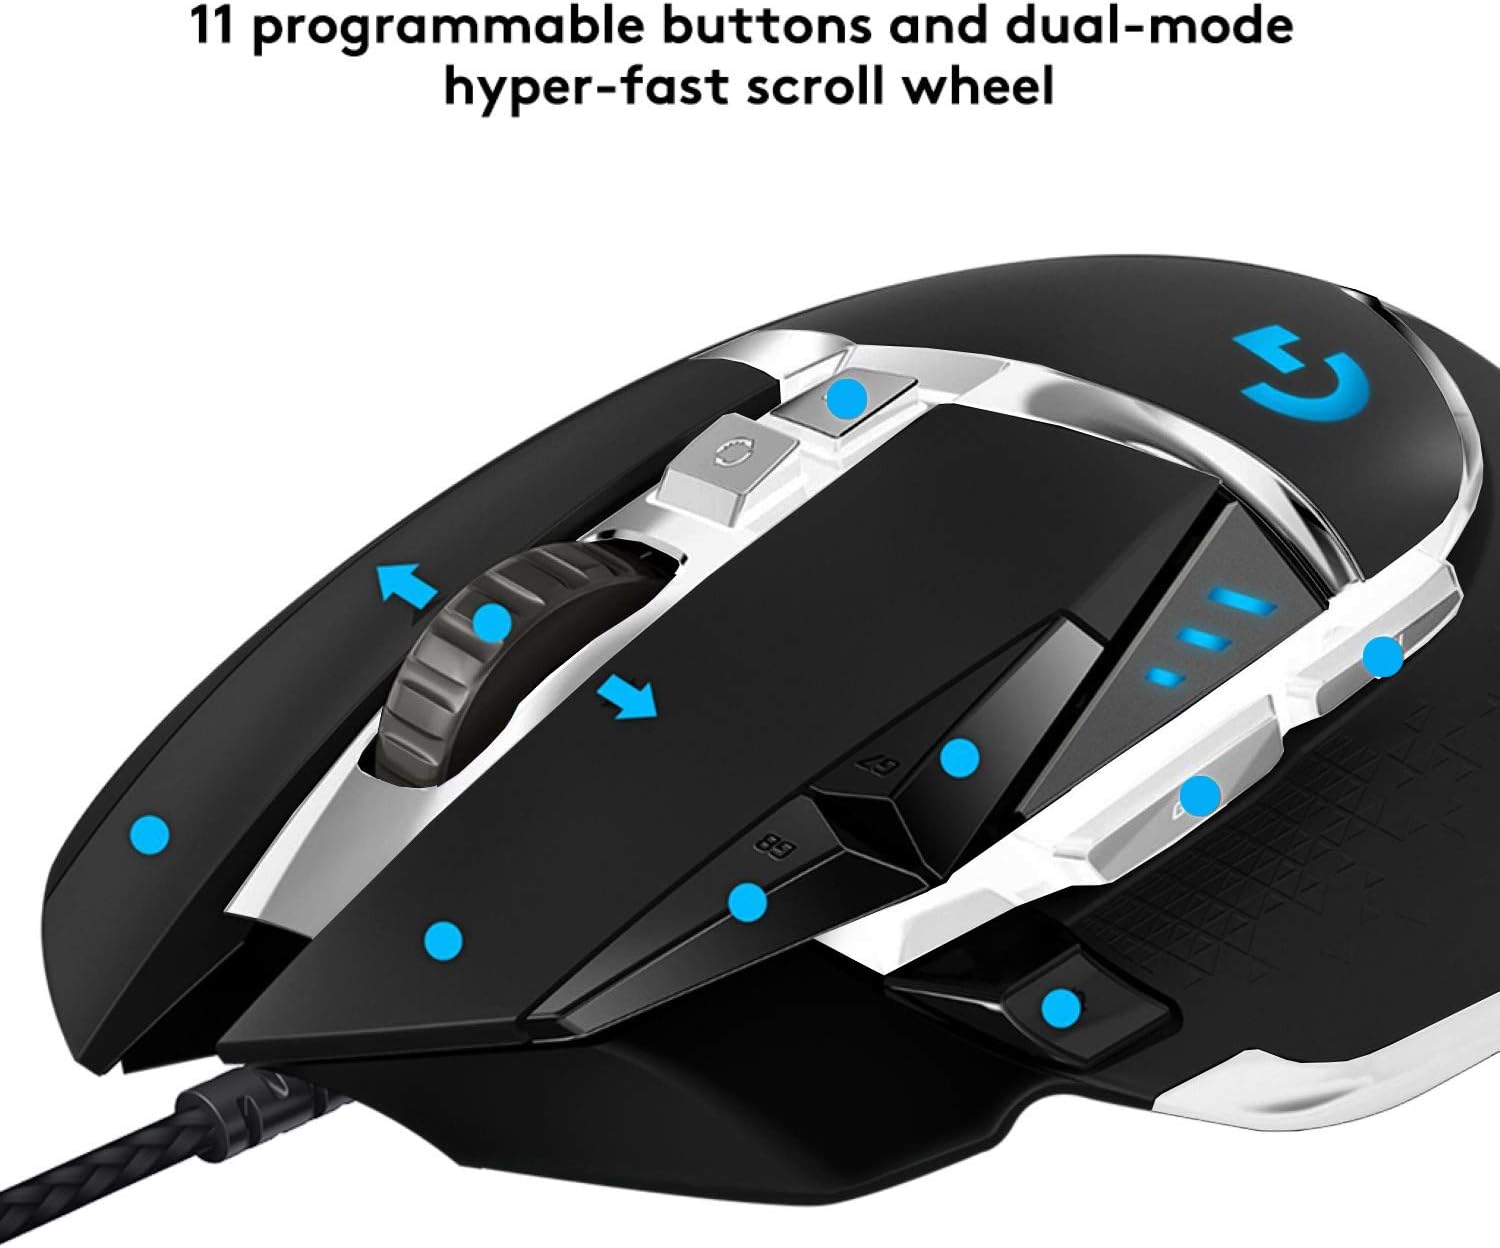 11 programmable buttons and dual-mode
hyper-fast scroll wheel
G7
G8